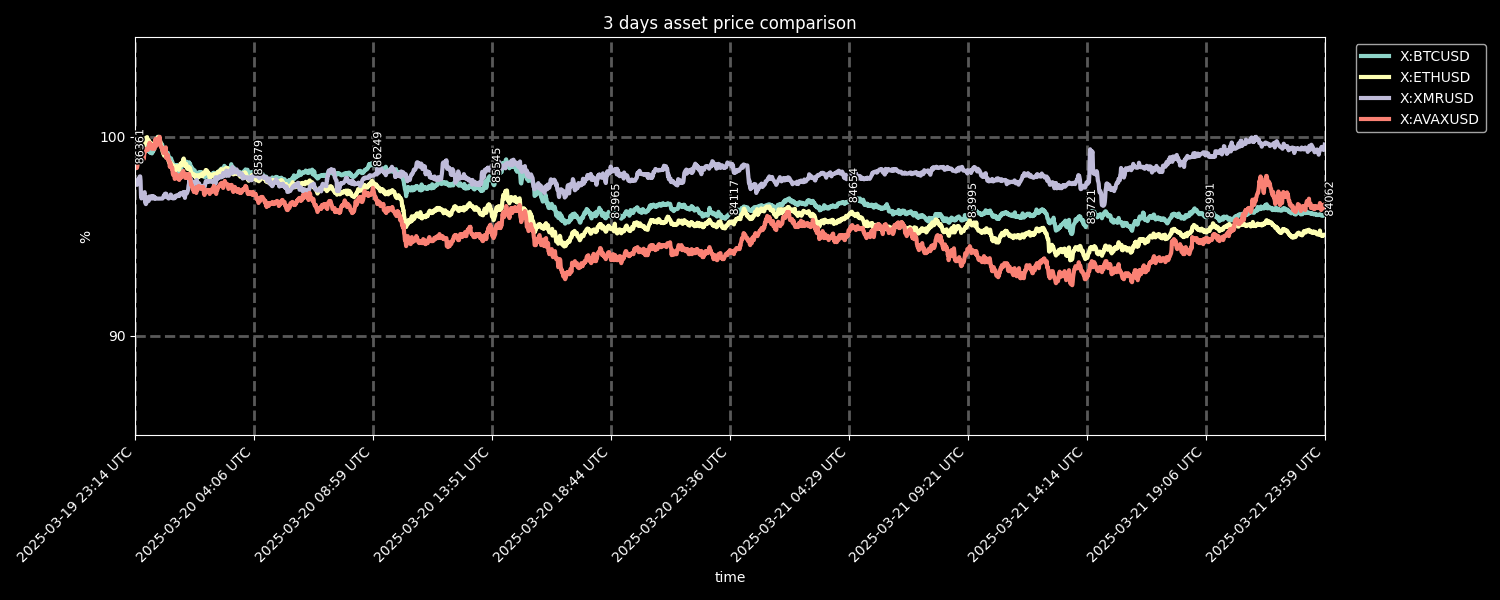 3 days asset price comparison
X:BTCUSD
X:ETHUSD
X:XMRUSD
X:AVAXUSD
%
100
90
86361
85879
86249
85545
83965
84117
84654
83995
83721
83991
84062
2025-03-19 23:14 UTC
2025-03-20 04:06 UTC
2025-03-20 08:59 UTC
2025-03-20 13:51 UTC
2025-03-20 18:44 UTC
2025-03-20 23:36 UTC
2025-03-21 04:29 UTC
2025-03-21 09:21 UTC
2025-03-21 14:14 UTC
2025-03-21 19:06 UTC
2025-03-21 23:59 UTC
time